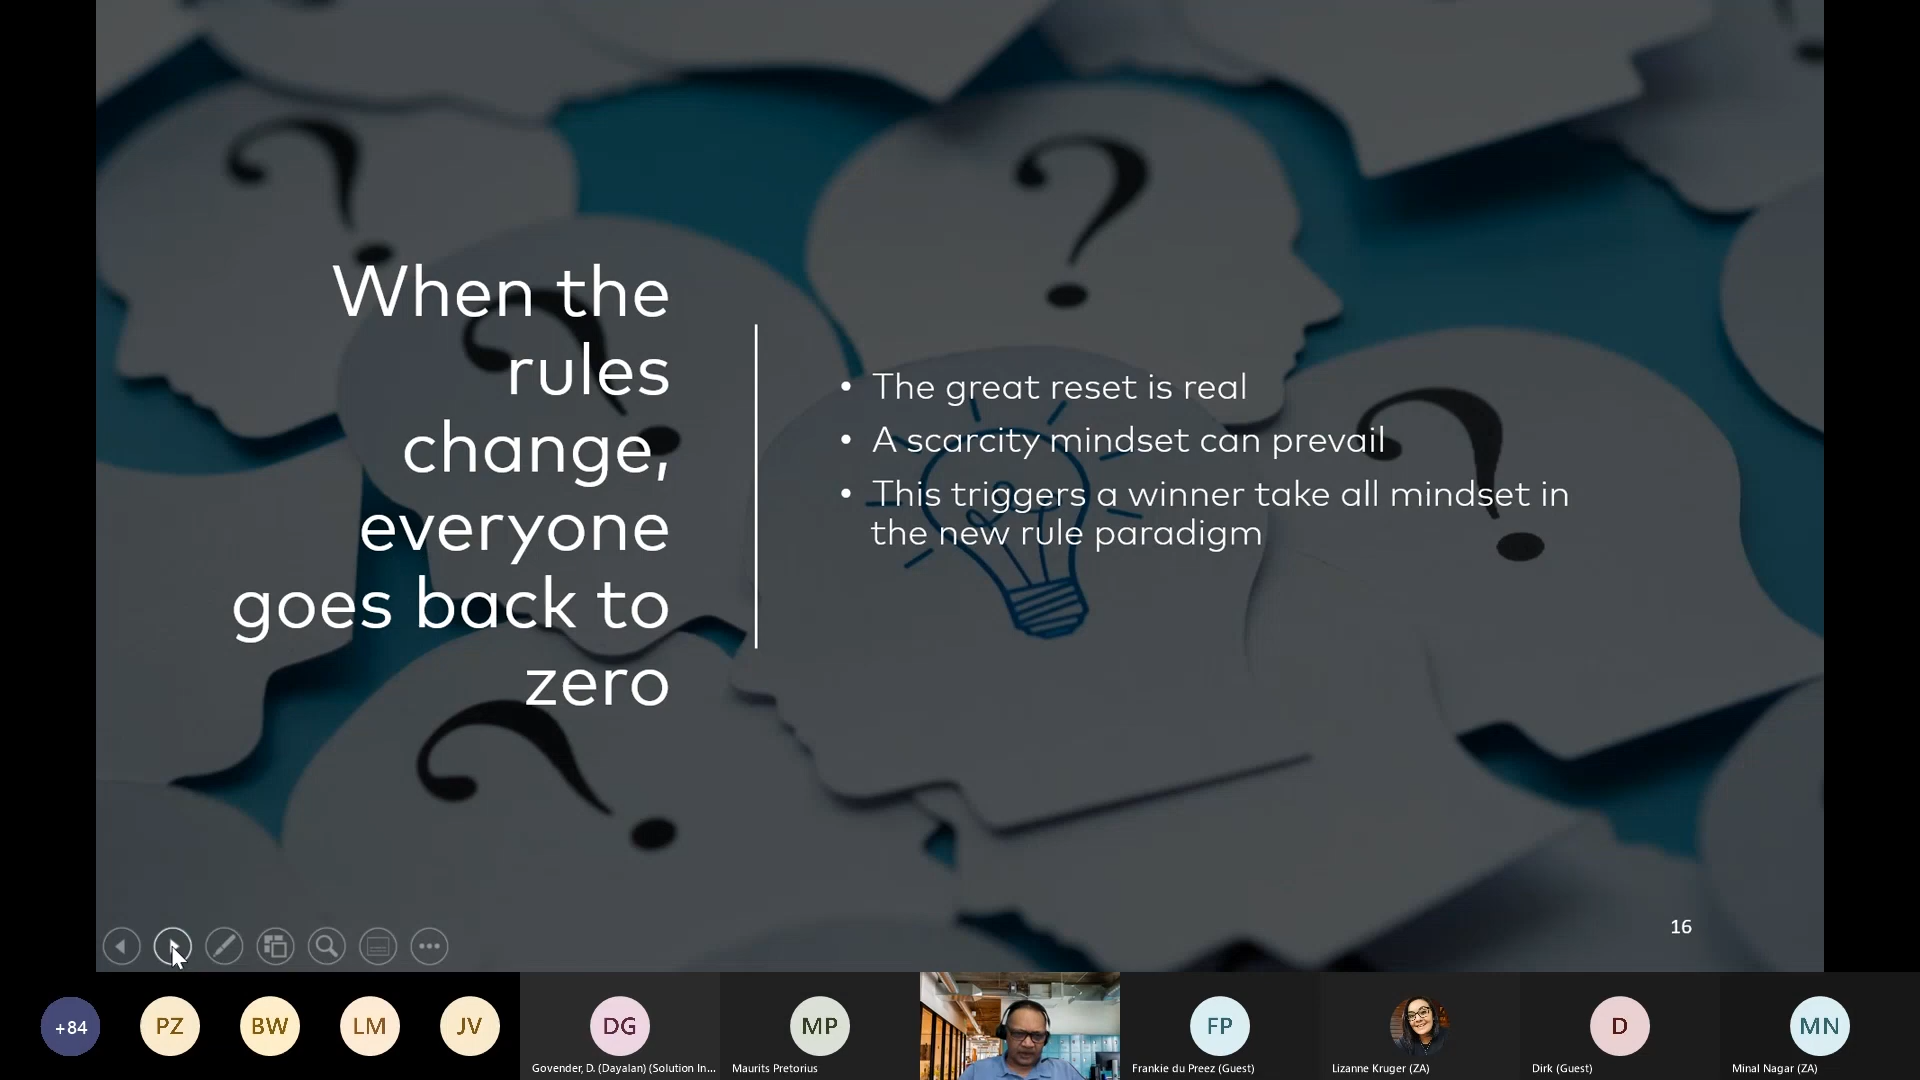 When the
rules
change,
everyone
goes back to
zero
• The great reset is real
• A scarcity mindset can prevail
• This triggers a winner take all mindset in
the new rule paradigm
16
+84
PZ
BW
LM
JV
DG
MP
FP
D
MN
Govender, D. (Dayalan) (Solution In...
Maurits Pretorius
Frankie du Preez (Guest)
Lizanne Kruger (ZA)
Dirk (Guest)
Minal Nagar (ZA)